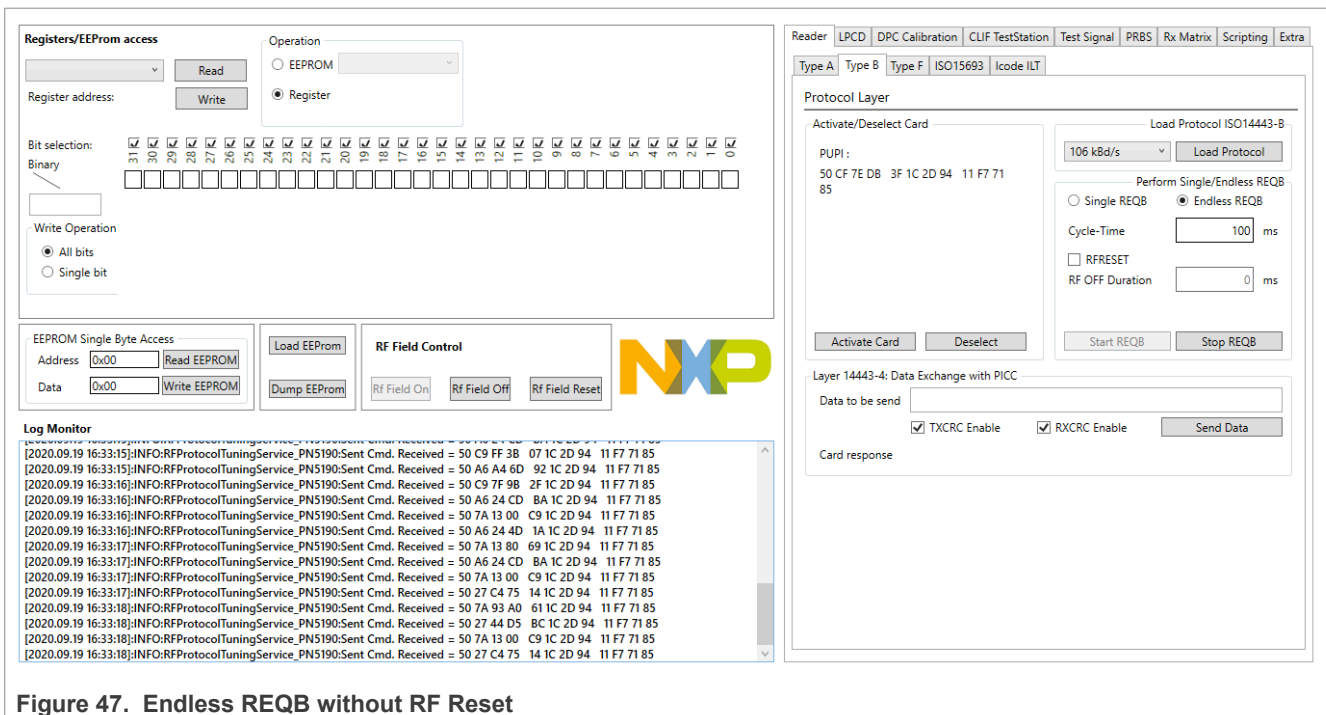 Registers/EEProm access
Operation
EEPROM
Read
Register address:
Write
Register
Bit selection:
31 30 29 28 27 26 25 24 23 22 21 20 19 18 17 16 15 14 13 12 11 10 9 8 7 6 5 4 3 2 1 0
Binary
Write Operation
All bits
Single bit
EEPROM Single Byte Access
Address 0x00 Read EEPROM
Data 0x00 Write EEPROM
Load EEProm
Dump EEProm
RF Field Control
Rf Field On Rf Field Off Rf Field Reset
NXP
Log Monitor
[2020.09.19 16:33:15]:INFO:RFProtocolTuningService_PN5190:Sent Cmd. Received = 50 A6 24 CD BA 1C 2D 94 11 F7 71 85
[2020.09.19 16:33:15]:INFO:RFProtocolTuningService_PN5190:Sent Cmd. Received = 50 C9 FF 3B 07 1C 2D 94 11 F7 71 85
[2020.09.19 16:33:15]:INFO:RFProtocolTuningService_PN5190:Sent Cmd. Received = 50 A6 A4 6D 92 1C 2D 94 11 F7 71 85
[2020.09.19 16:33:16]:INFO:RFProtocolTuningService_PN5190:Sent Cmd. Received = 50 C9 7F 9B 2F 1C 2D 94 11 F7 71 85
[2020.09.19 16:33:16]:INFO:RFProtocolTuningService_PN5190:Sent Cmd. Received = 50 A6 24 CD BA 1C 2D 94 11 F7 71 85
[2020.09.19 16:33:16]:INFO:RFProtocolTuningService_PN5190:Sent Cmd. Received = 50 7A 13 00 C9 1C 2D 94 11 F7 71 85
[2020.09.19 16:33:16]:INFO:RFProtocolTuningService_PN5190:Sent Cmd. Received = 50 A6 24 4D 1A 1C 2D 94 11 F7 71 85
[2020.09.19 16:33:17]:INFO:RFProtocolTuningService_PN5190:Sent Cmd. Received = 50 7A 13 80 69 1C 2D 94 11 F7 71 85
[2020.09.19 16:33:17]:INFO:RFProtocolTuningService_PN5190:Sent Cmd. Received = 50 A6 24 CD BA 1C 2D 94 11 F7 71 85
[2020.09.19 16:33:17]:INFO:RFProtocolTuningService_PN5190:Sent Cmd. Received = 50 7A 13 00 C9 1C 2D 94 11 F7 71 85
[2020.09.19 16:33:17]:INFO:RFProtocolTuningService_PN5190:Sent Cmd. Received = 50 27 C4 75 14 1C 2D 94 11 F7 71 85
[2020.09.19 16:33:18]:INFO:RFProtocolTuningService_PN5190:Sent Cmd. Received = 50 7A 93 A0 61 1C 2D 94 11 F7 71 85
[2020.09.19 16:33:18]:INFO:RFProtocolTuningService_PN5190:Sent Cmd. Received = 50 27 44 D5 BC 1C 2D 94 11 F7 71 85
[2020.09.19 16:33:18]:INFO:RFProtocolTuningService_PN5190:Sent Cmd. Received = 50 7A 13 00 C9 1C 2D 94 11 F7 71 85
[2020.09.19 16:33:18]:INFO:RFProtocolTuningService_PN5190:Sent Cmd. Received = 50 27 C4 75 14 1C 2D 94 11 F7 71 85
Reader LPCD DPC Calibration CLIF TestStation Test Signal PRBS Rx Matrix Scripting Extra
Type A Type B Type F ISO15693 Icode ILT
Protocol Layer
Activate/Deselect Card
PUPI :
50 CF 7E DB 3F 1C 2D 94 11 F7 71
85
Activate Card Deselect
Load Protocol ISO14443-B
106 kBd/s Load Protocol
Perform Single/Endless REQB
Single REQB Endless REQB
Cycle-Time 100 ms
RFRESET
RF OFF Duration 0 ms
Start REQB Stop REQB
Layer 14443-4: Data Exchange with PICC
Data to be send
TXCRC Enable RXCRC Enable Send Data
Card response
Figure 47. Endless REQB without RF Reset